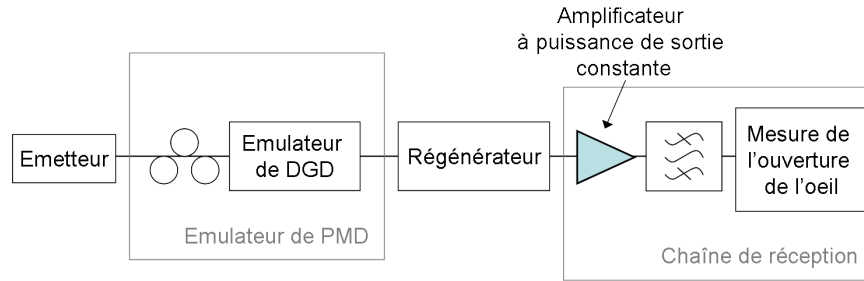 Amplificateur
à puissance de sortie
constante
Emetteur
Emulateur
de DGD
Régénérateur
Mesure de
l'ouverture
de l'oeil
Emulateur de PMD
Chaîne de réception